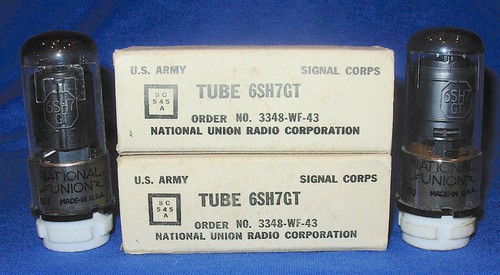 U.S. ARMY SIGNAL CORPS
SC
545
A
TUBE 6SH7GT
ORDER NO. 3348-WF-43
NATIONAL UNION RADIO CORPORATION
U.S. ARMY SIGNAL CORPS
SC
545
A
TUBE 6SH7GT
ORDER NO. 3348-WF-43
NATIONAL UNION RADIO CORPORATION
6SH7
GT
NATIONAL
UNION
MADE IN U.S.A.
6SH7
GT
NATIONAL
UNION
MADE IN U.S.A.